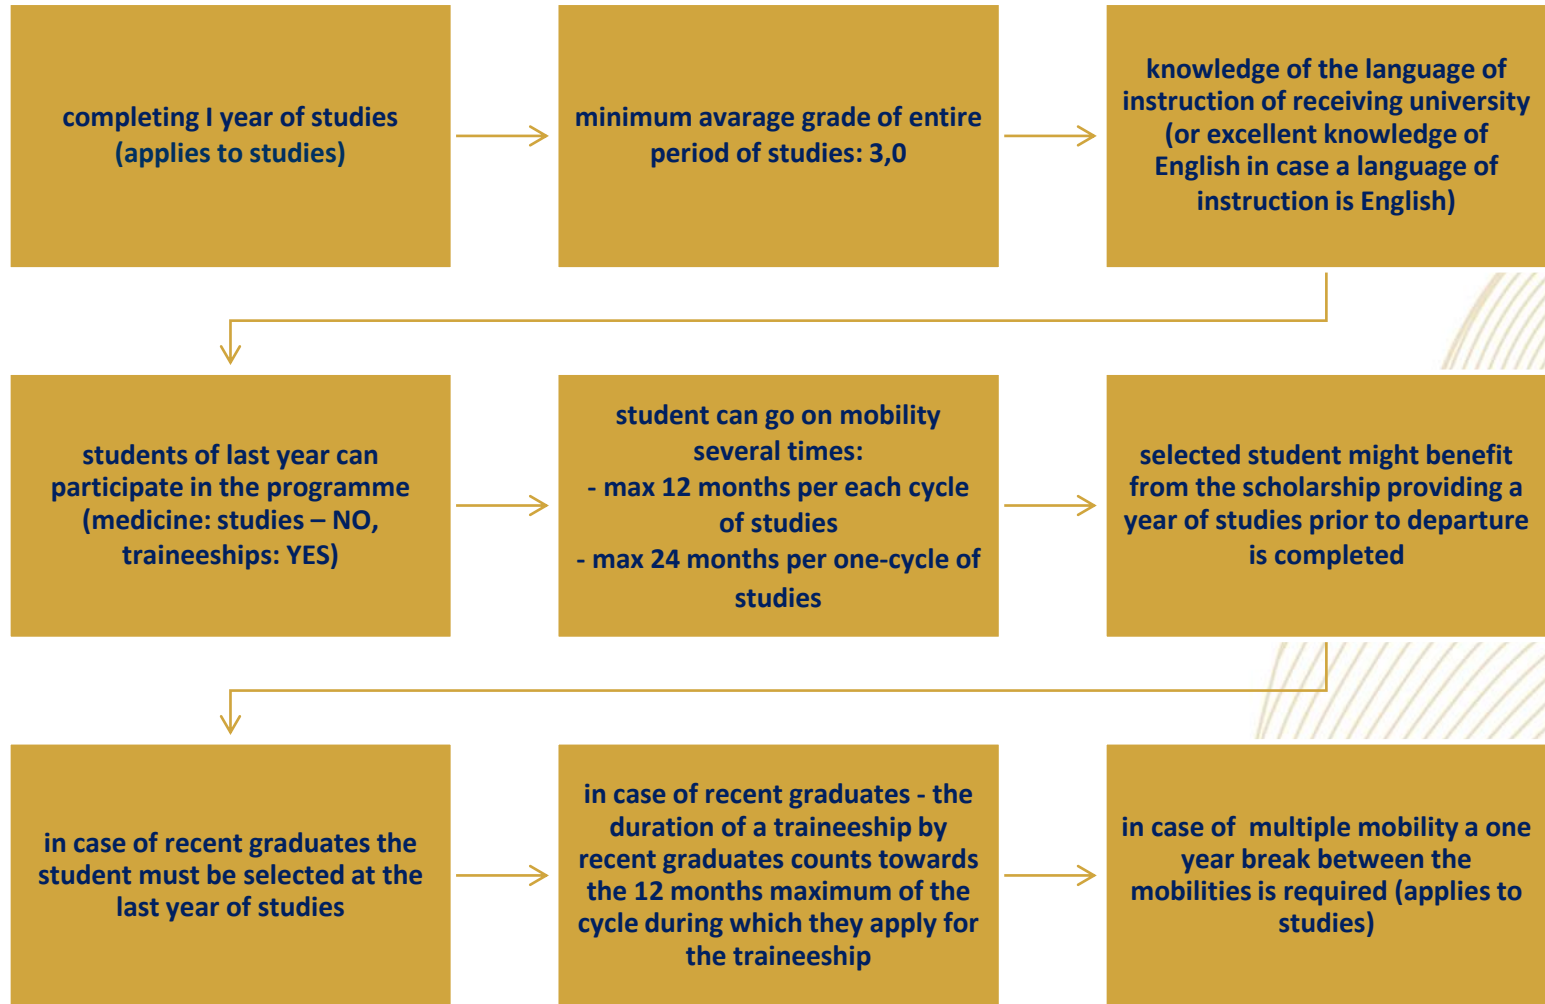 completing I year of studies
(applies to studies)
minimum avarage grade of entire
period of studies: 3,0
knowledge of the language of
instruction of receiving university
(or excellent knowledge of
English in case a language of
instruction is English)
students of last year can
participate in the programme
(medicine: studies – NO,
traineeships: YES)
student can go on mobility
several times:
- max 12 months per each cycle
of studies
- max 24 months per one-cycle of
studies
selected student might benefit
from the scholarship providing a
year of studies prior to departure
is completed
in case of recent graduates the
student must be selected at the
last year of studies
in case of recent graduates - the
duration of a traineeship by
recent graduates counts towards
the 12 months maximum of the
cycle during which they apply for
the traineeship
in case of  multiple mobility a one
year break between the
mobilities is required (applies to
studies)